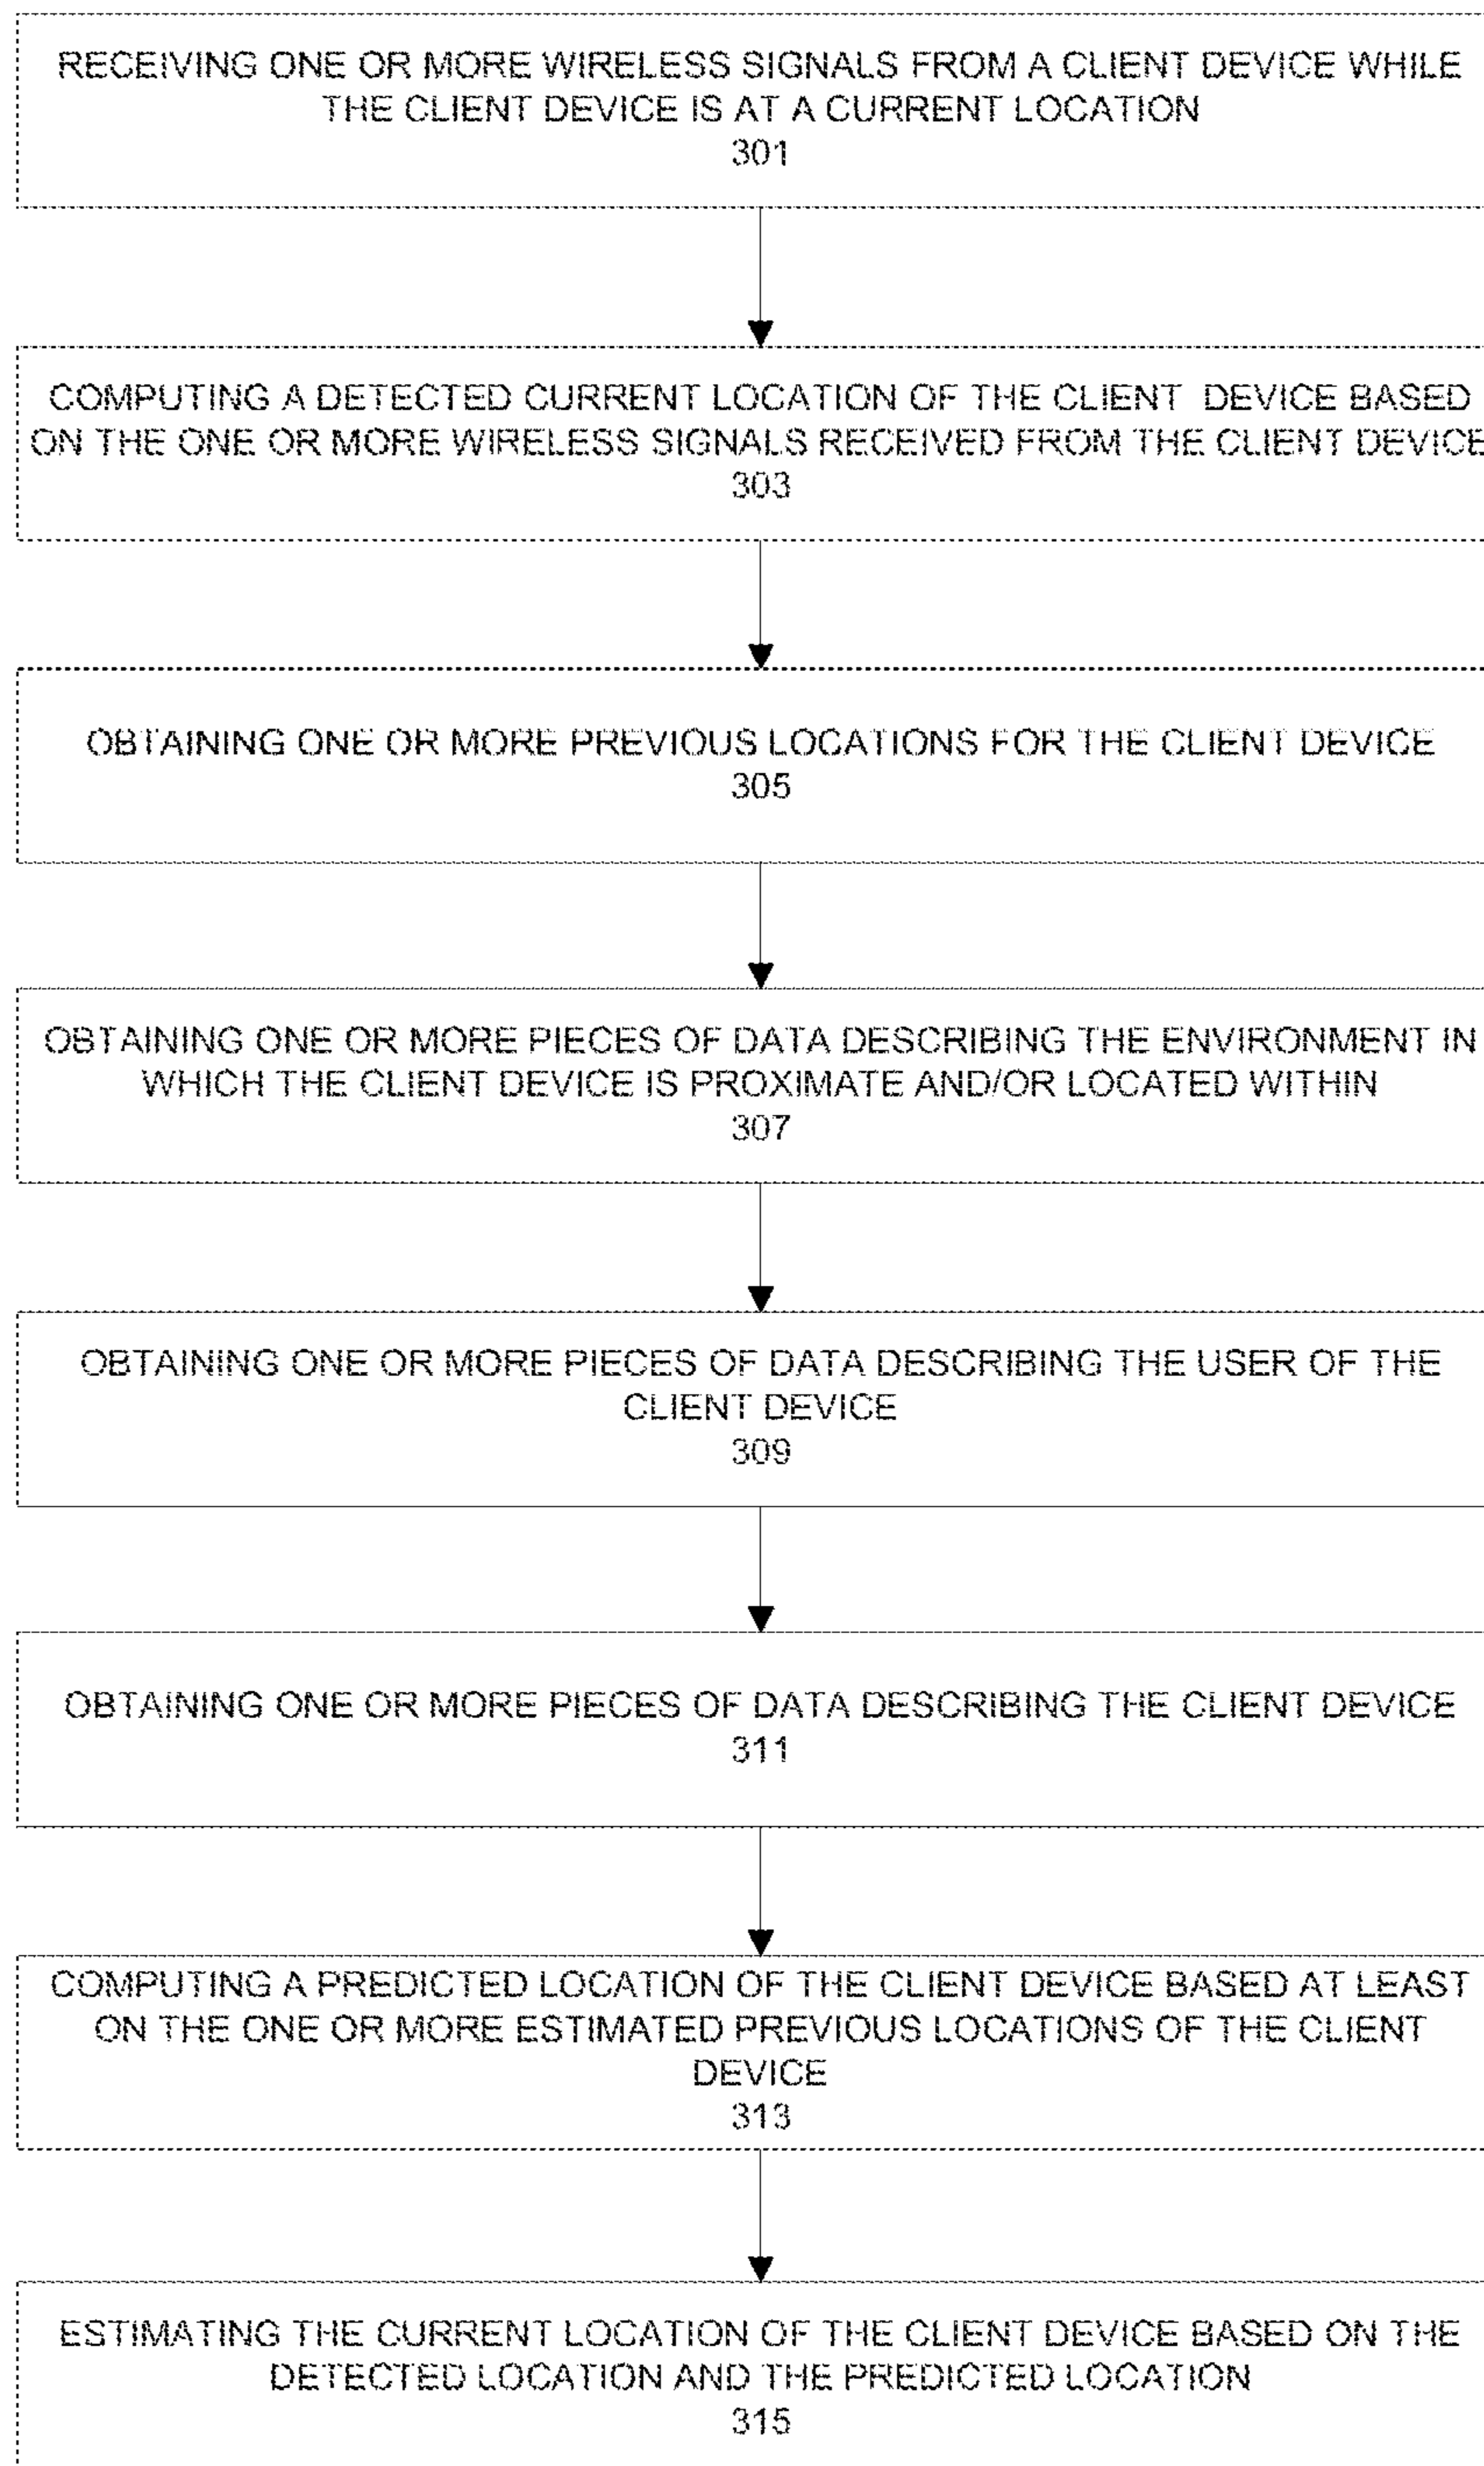 RECEIVING ONE OR MORE WIRELESS SIGNALS FROM A CLIENT DEVICE WHILE
THE CLIENT DEVICE IS AT A CURRENT LOCATION
301
COMPUTING A DETECTED CURRENT LOCATION OF THE CLIENT DEVICE BASED
ON THE ONE OR MORE WIRELESS SIGNALS RECEIVED FROM THE CLIENT DEVICE
303
OBTAINING ONE OR MORE PREVIOUS LOCATIONS FOR THE CLIENT DEVICE
305
OBTAINING ONE OR MORE PIECES OF DATA DESCRIBING THE ENVIRONMENT IN
WHICH THE CLIENT DEVICE IS PROXIMATE AND/OR LOCATED WITHIN
307
OBTAINING ONE OR MORE PIECES OF DATA DESCRIBING THE USER OF THE
CLIENT DEVICE
309
OBTAINING ONE OR MORE PIECES OF DATA DESCRIBING THE CLIENT DEVICE
311
COMPUTING A PREDICTED LOCATION OF THE CLIENT DEVICE BASED AT LEAST
ON THE ONE OR MORE ESTIMATED PREVIOUS LOCATIONS OF THE CLIENT
DEVICE
313
ESTIMATING THE CURRENT LOCATION OF THE CLIENT DEVICE BASED ON THE
DETECTED LOCATION AND THE PREDICTED LOCATION
315